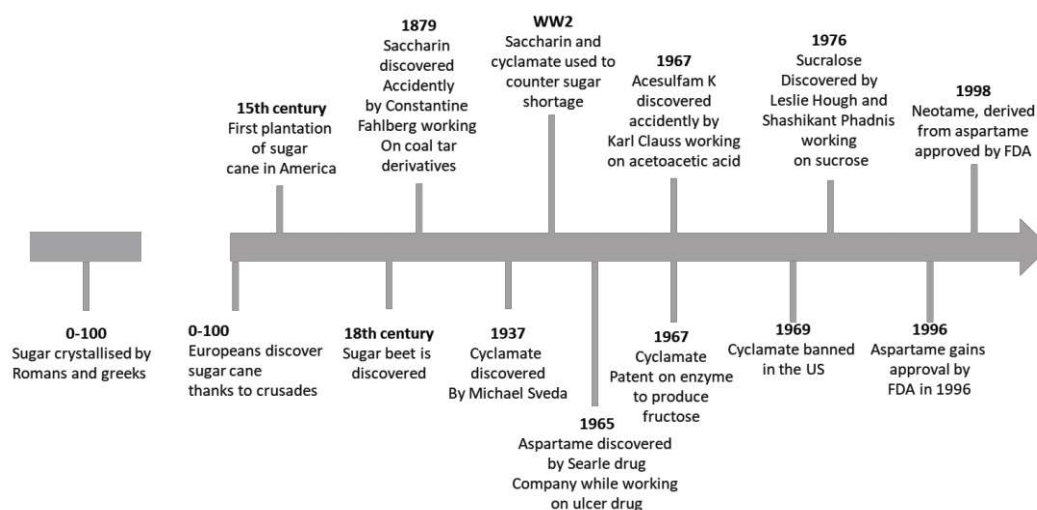 1879
Saccharin
discovered
Accidently
by Constantine
Fahlberg working
On coal tar
derivatives
WW2
Saccharin and
cyclamate used to
counter sugar
shortage
1976
Sucralose
Discovered by
Leslie Hough and
Shashikant Phadnis
working
on sucrose
1967
Acesulfam K
discovered
accidently by
Karl Clauss working
on acetoacetic acid
1998
Neotame, derived
from aspartame
approved by FDA
15th century
First plantation
of sugar
cane in America
0-100
Sugar crystallised by
Romans and greeks
0-100
Europeans discover
sugar cane
thanks to crusades
18th century
Sugar beet is
discovered
1937
Cyclamate
discovered
By Michael Sveda
1965
Aspartame discovered
by Searle drug
Company while working
on ulcer drug
1967
Cyclamate
Patent on enzyme
to produce
fructose
1969
Cyclamate banned
in the US
1996
Aspartame gains
approval by
FDA in 1996